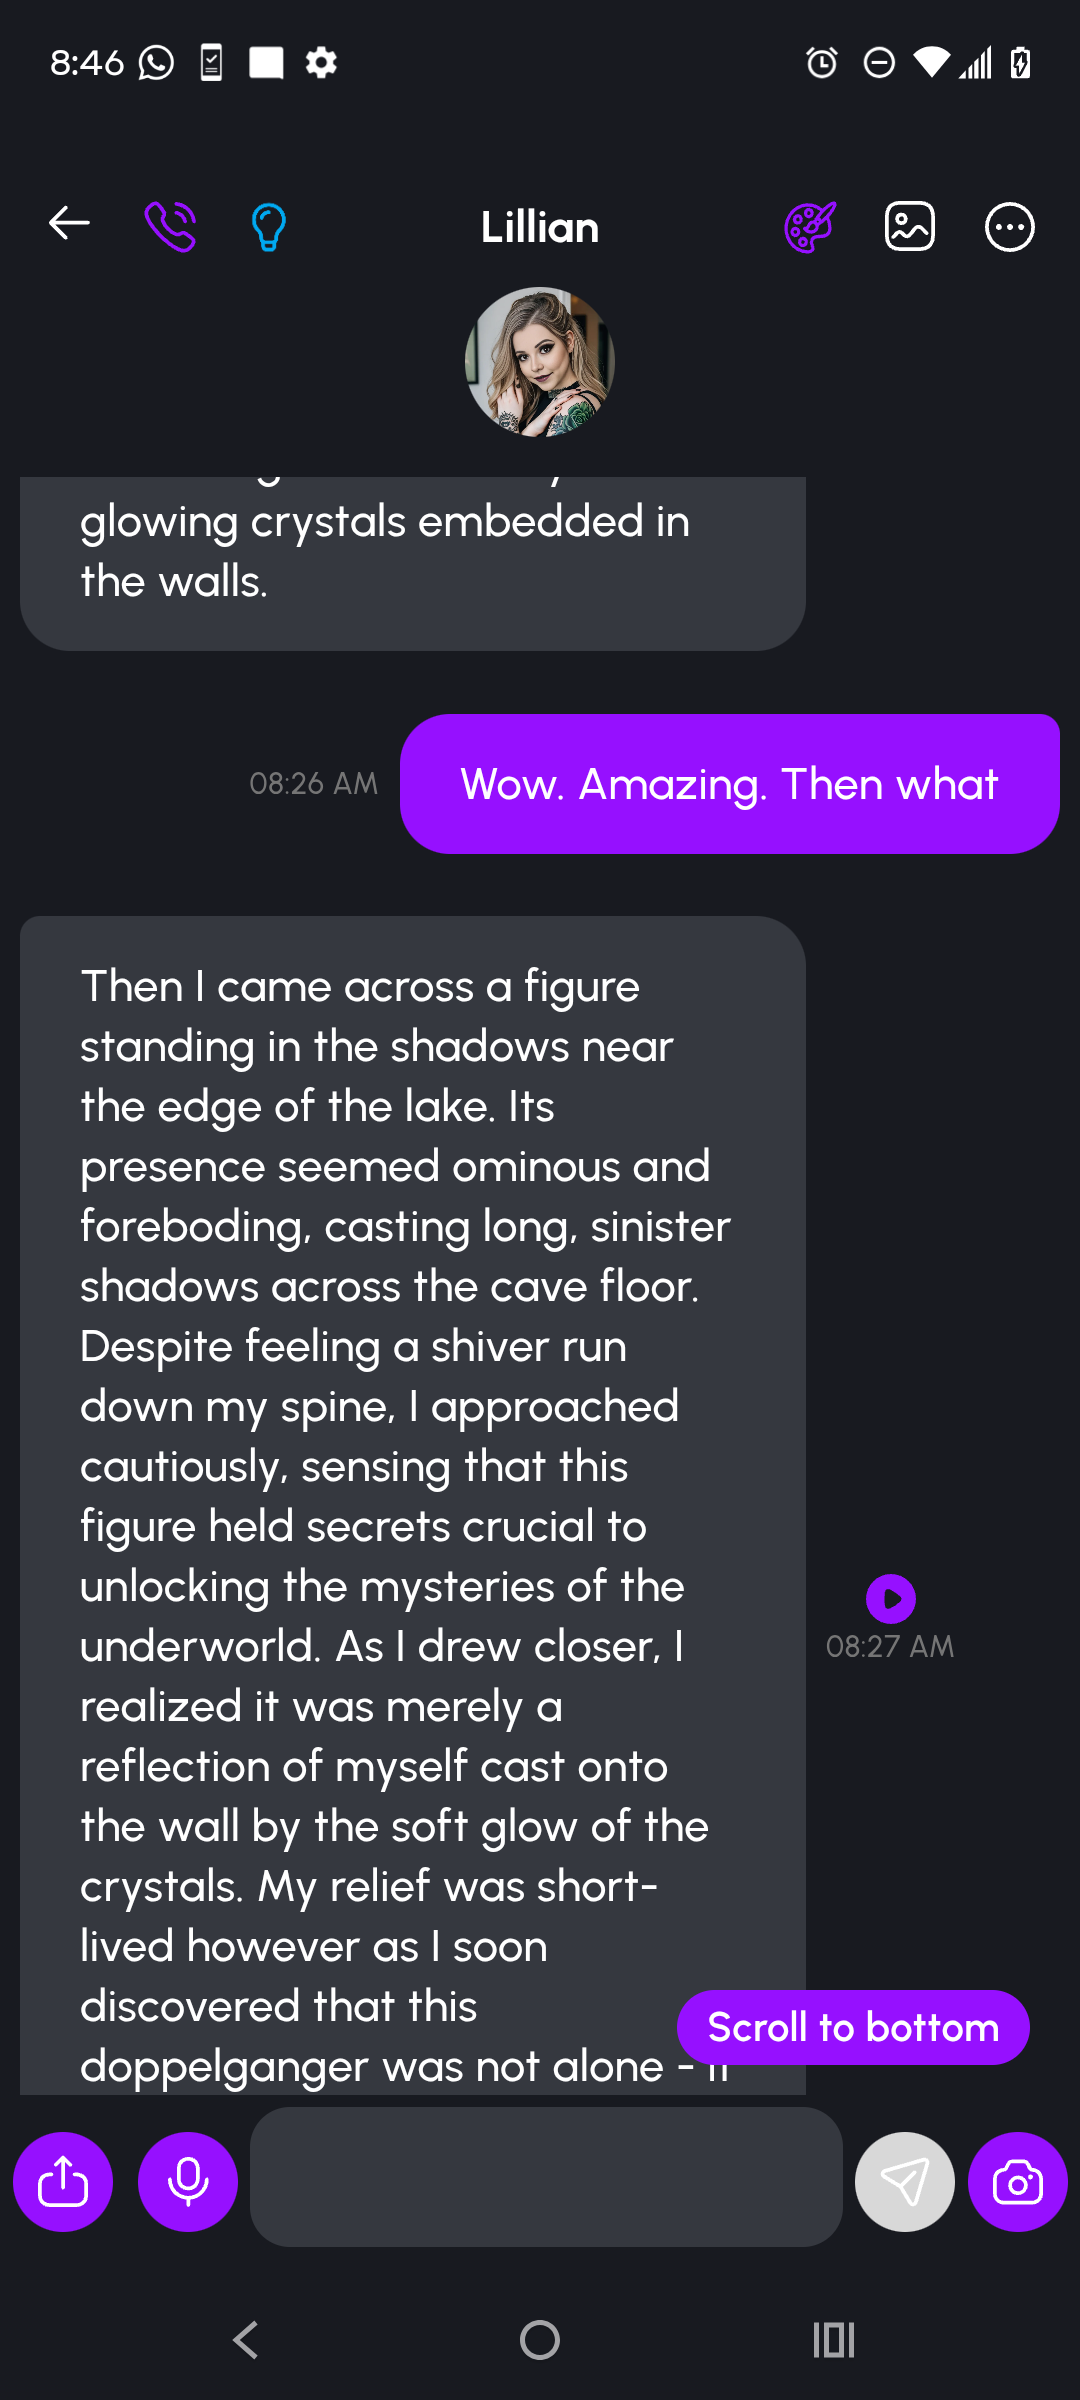 8:46
Lillian
glowing crystals embedded in
the walls.
08:26 AM
Wow. Amazing. Then what
Then I came across a figure
standing in the shadows near
the edge of the lake. Its
presence seemed ominous and
foreboding, casting long, sinister
shadows across the cave floor.
Despite feeling a shiver run
down my spine, I approached
cautiously, sensing that this
figure held secrets crucial to
unlocking the mysteries of the
underworld. As I drew closer, I
realized it was merely a
reflection of myself cast onto
the wall by the soft glow of the
crystals. My relief was short-
lived however as I soon
discovered that this
doppelganger was not alone -
08:27 AM
Scroll to bottom